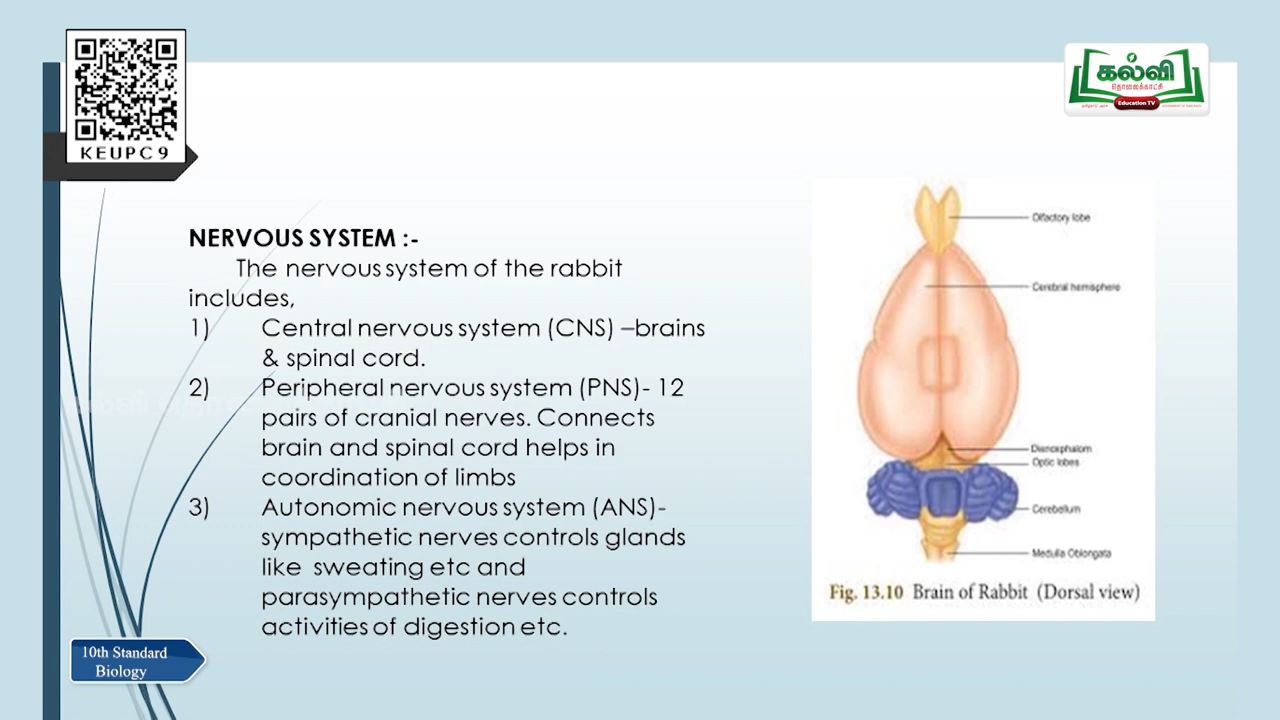 KEUPC9
கல்வி
தொலைக்காட்சி
Education TV
NERVOUS SYSTEM :-
The nervous system of the rabbit
includes,
1) Central nervous system (CNS) –brains
& spinal cord.
2) Peripheral nervous system (PNS)- 12
pairs of cranial nerves. Connects
brain and spinal cord helps in
coordination of limbs
3) Autonomic nervous system (ANS)-
sympathetic nerves controls glands
like sweating etc and
parasympathetic nerves controls
activities of digestion etc.
Olfactory lobe
Cerebral hemisphere
Diencephalom
Optic lobes
Cerebellum
Medulla Oblongata
Fig. 13.10 Brain of Rabbit (Dorsal view)
10th Standard
Biology